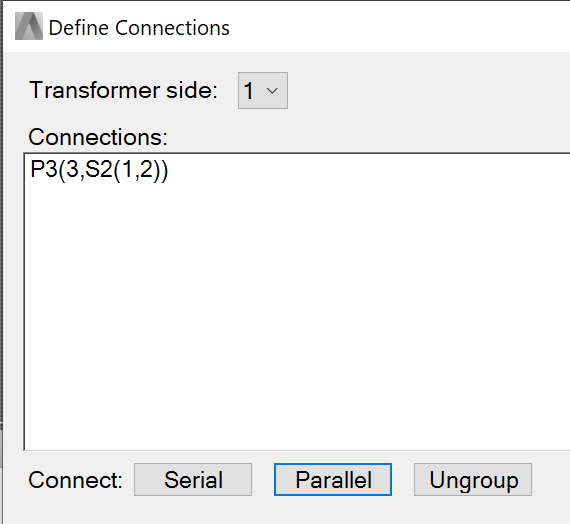 Define Connections
Transformer side: 1
Connections:
P3(3,S2(1,2))
Connect: Serial Parallel Ungroup